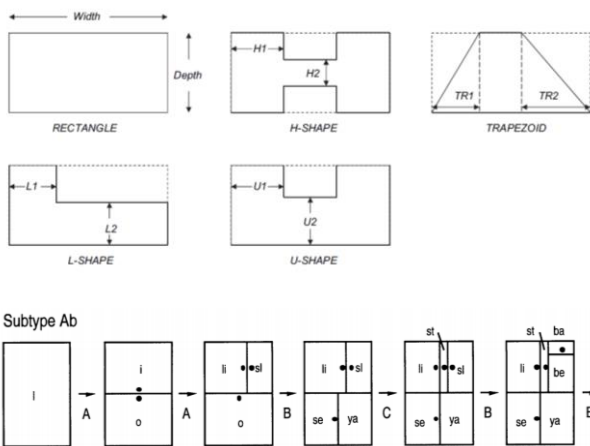 Width
Depth
RECTANGLE
H1
H2
H-SHAPE
TR1
TR2
TRAPEZOID
L1
L2
L-SHAPE
U1
U2
U-SHAPE
Subtype Ab
I
A
i
o
A
li
sl
o
B
li
sl
se
ya
C
st
li
sl
se
ya
B
st
ba
li
be
se
ya